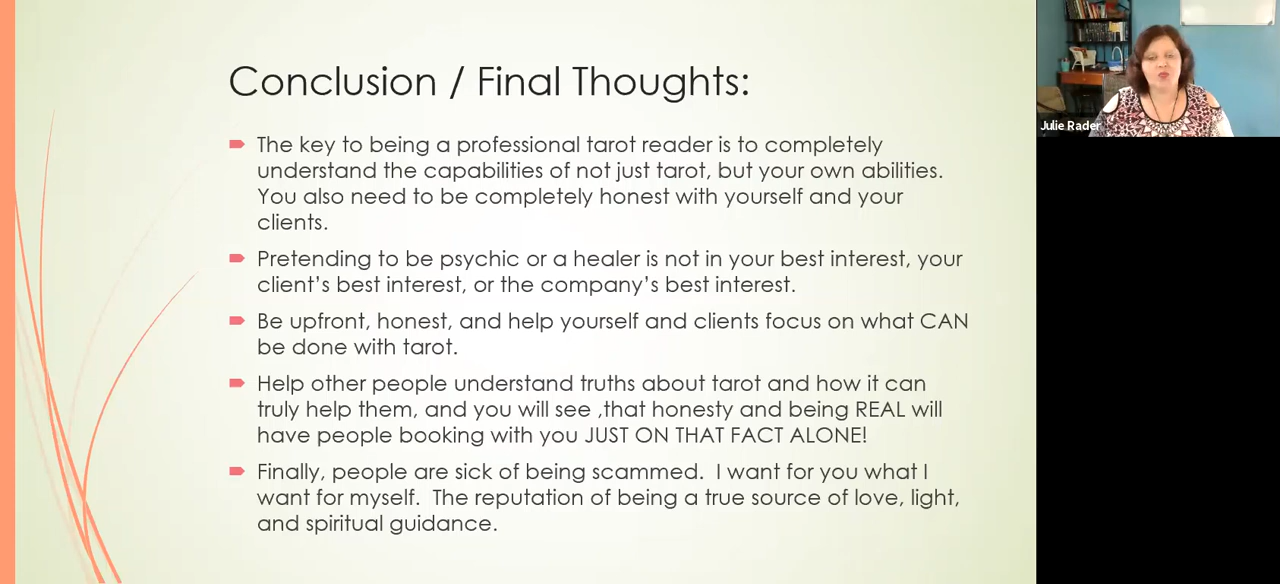 Conclusion / Final Thoughts:
The key to being a professional tarot reader is to completely
understand the capabilities of not just tarot, but your own abilities.
You also need to be completely honest with yourself and your
clients.
Pretending to be psychic or a healer is not in your best interest, your
client’s best interest, or the company’s best interest.
Be upfront, honest, and help yourself and clients focus on what CAN
be done with tarot.
Help other people understand truths about tarot and how it can
truly help them, and you will see ,that honesty and being REAL will
have people booking with you JUST ON THAT FACT ALONE!
Finally, people are sick of being scammed.  I want for you what I
want for myself.  The reputation of being a true source of love, light,
and spiritual guidance.
Julie Rader